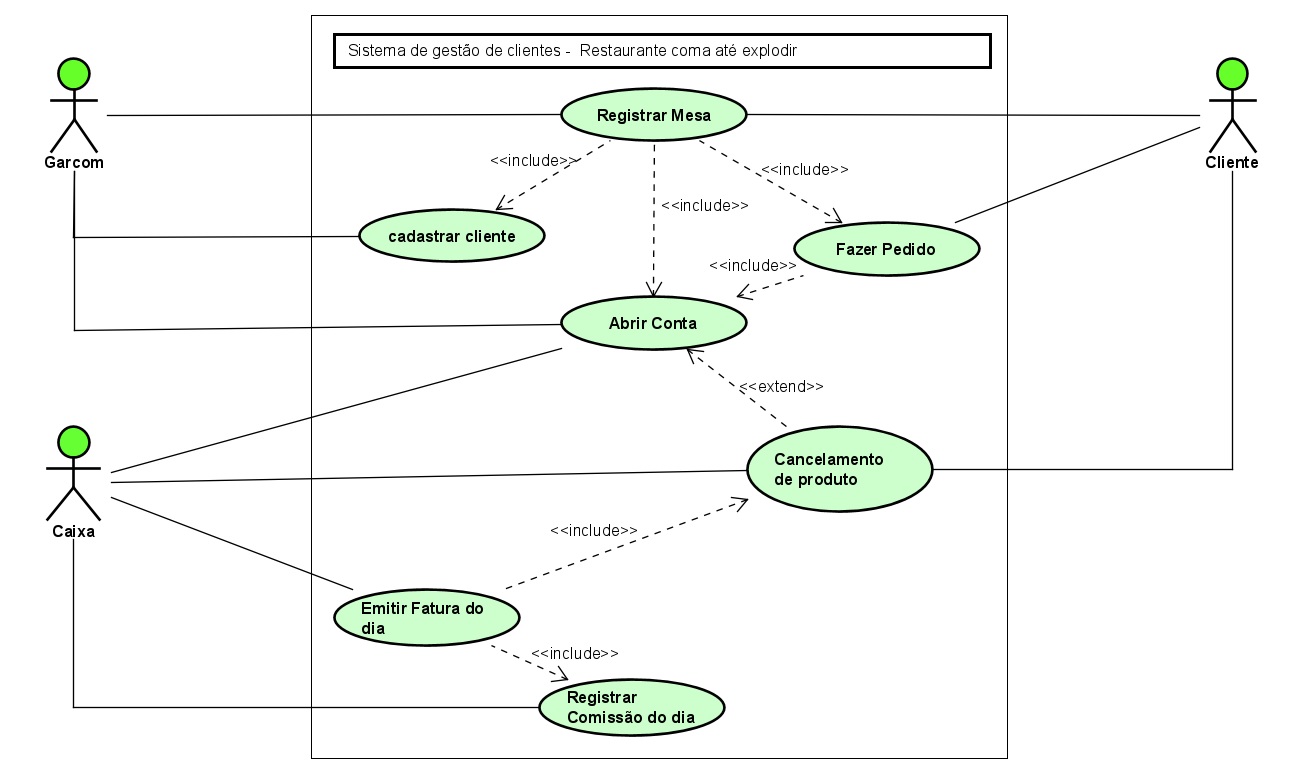 Sistema de gestão de clientes -  Restaurante coma até explodir
Registrar Mesa
Garcom
Cliente
<<include>>
<<include>>
<<include>>
cadastrar cliente
Fazer Pedido
<<include>>
Abrir Conta
<<extend>>
Cancelamento
de produto
Caixa
<<include>>
Emitir Fatura do
dia
<<include>>
Registrar
Comissão do dia